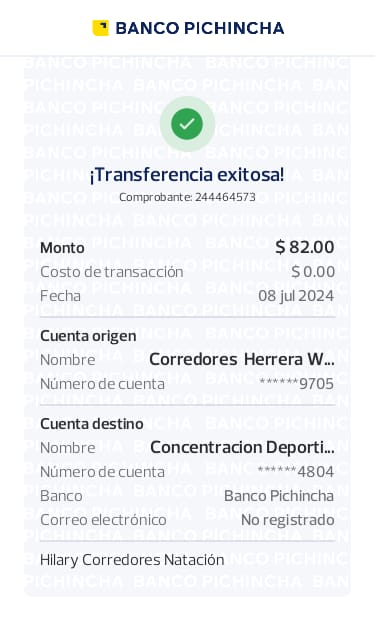 BANCO PICHINCHA
¡Transferencia exitosa!
Comprobante: 244464573
Monto $ 82.00
Costo de transacción $ 0.00
Fecha 08 jul 2024
Cuenta origen
Nombre Corredores Herrera W...
Número de cuenta ******9705
Cuenta destino
Nombre Concentracion Deporti...
Número de cuenta ******4804
Banco Banco Pichincha
Correo electrónico No registrado
Hilary Corredores Natación